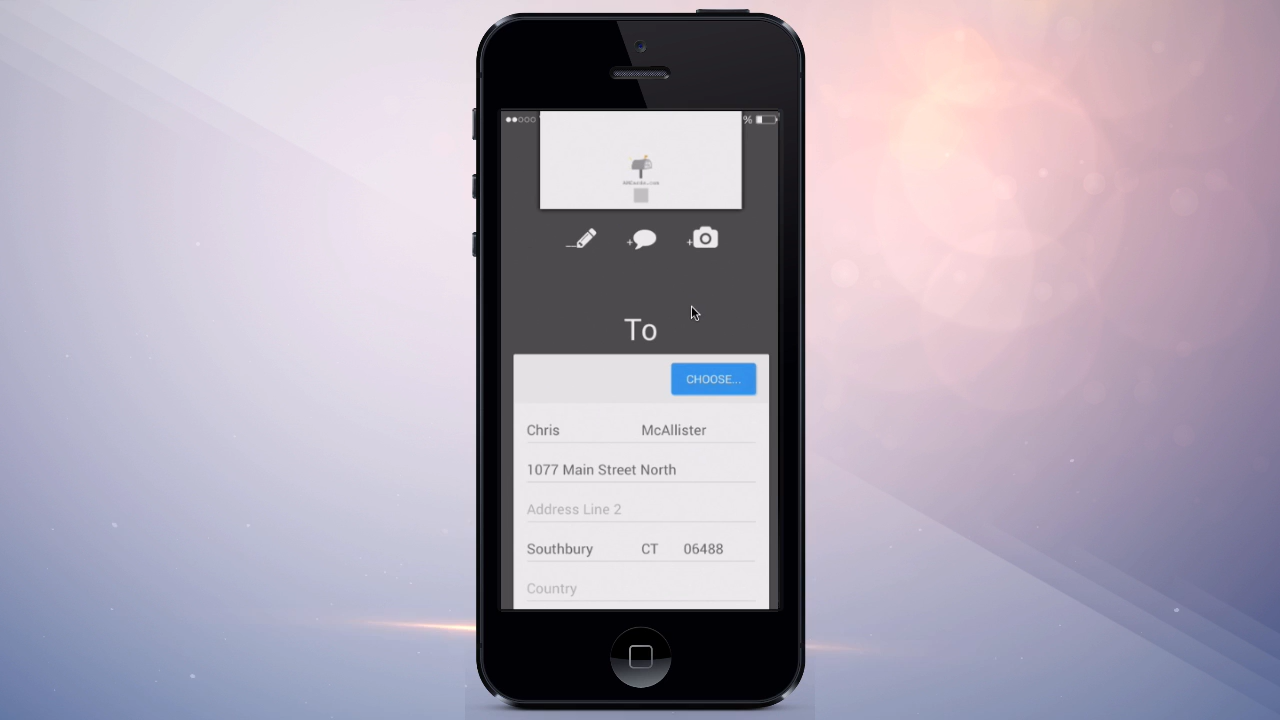 %
To
CHOOSE...
Chris McAllister
1077 Main Street North
Address Line 2
Southbury CT 06488
Country